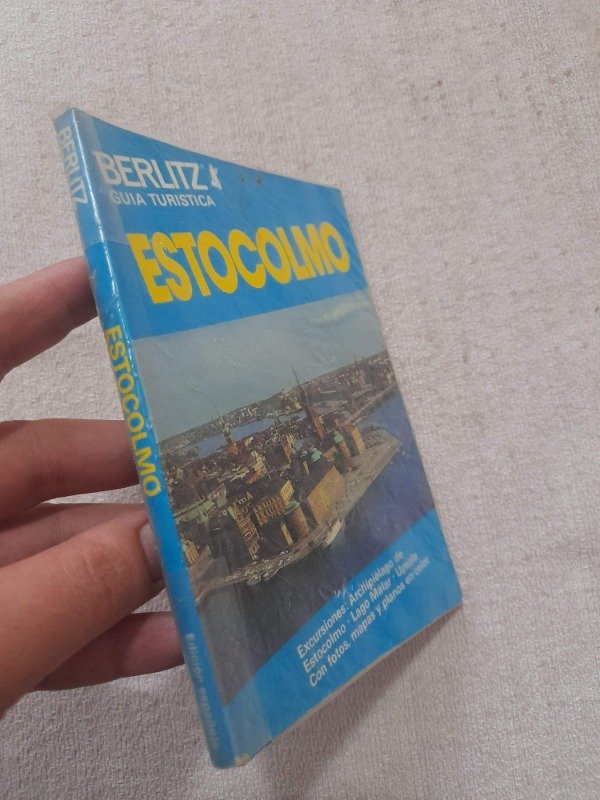 BERLITZ
GUIA TURISTICA
ESTOCOLMO
Excursiones: Archipiélago de
Estocolmo · Lago Mälar · Upsala
Con fotos, mapas y planos en color
BERLITZ
ESTOCOLMO